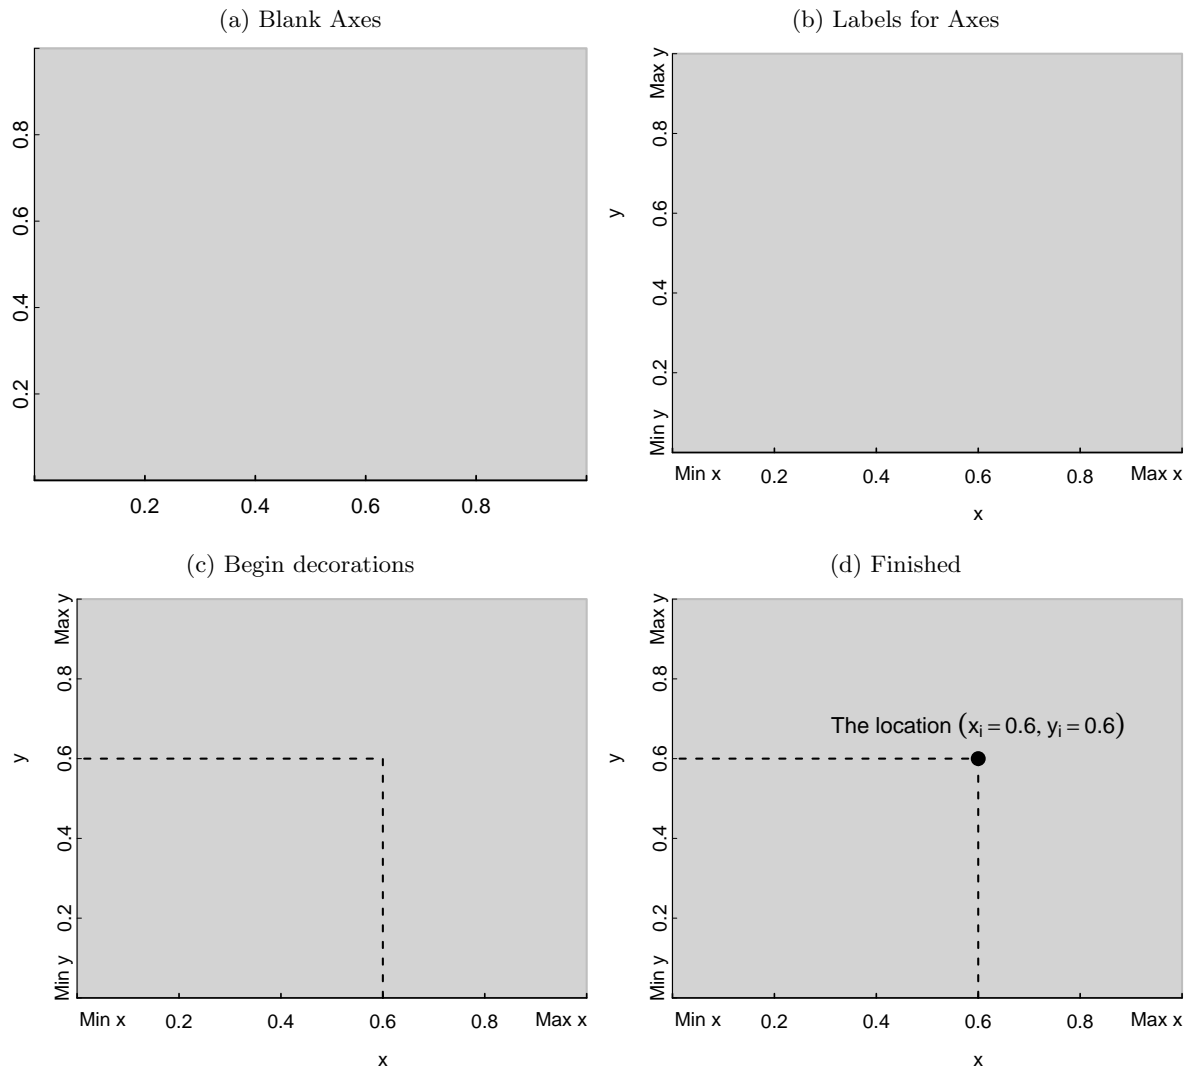 (a) Blank Axes
0.8
0.6
0.4
0.2
0.2 0.4 0.6 0.8
(b) Labels for Axes
Max y
0.8
0.6
0.4
0.2
Min y
y
Min x 0.2 0.4 0.6 0.8 Max x
x
(c) Begin decorations
Max y
0.8
0.6
0.4
0.2
Min y
y
Min x 0.2 0.4 0.6 0.8 Max x
x
(d) Finished
Max y
0.8
0.6
0.4
0.2
Min y
y
The location (xᵢ = 0.6, yᵢ = 0.6)
Min x 0.2 0.4 0.6 0.8 Max x
x